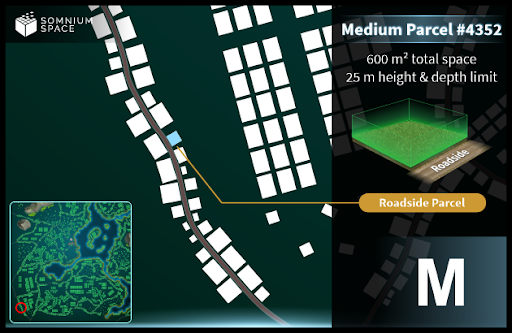 SOMNIUM
SPACE
Medium Parcel #4352
600 m² total space
25 m height & depth limit
Roadside
Roadside Parcel
M